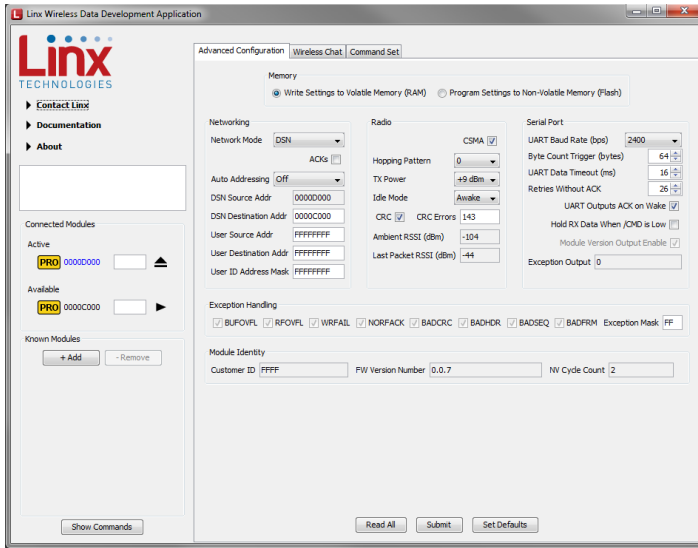 Linx Wireless Data Development Application
Linx
TECHNOLOGIES
Contact Linx
Documentation
About
Connected Modules
Active
PRO 0000D000
Available
PRO 0000C000
Known Modules
+ Add - Remove
Show Commands
Advanced Configuration Wireless Chat Command Set
Memory
Write Settings to Volatile Memory (RAM) Program Settings to Non-Volatile Memory (Flash)
Networking
Network Mode DSN
ACKs
Auto Addressing Off
DSN Source Addr 0000D000
DSN Destination Addr 0000C000
User Source Addr FFFFFFFF
User Destination Addr FFFFFFFF
User ID Address Mask FFFFFFFF
Radio
CSMA
Hopping Pattern 0
TX Power +9 dBm
Idle Mode Awake
CRC CRC Errors 143
Ambient RSSI (dBm) -104
Last Packet RSSI (dBm) -44
Serial Port
UART Baud Rate (bps) 2400
Byte Count Trigger (bytes) 64
UART Data Timeout (ms) 16
Retries Without ACK 26
UART Outputs ACK on Wake
Hold RX Data When /CMD is Low
Module Version Output Enable
Exception Output 0
Exception Handling
BUFOVFL RFOVFL WRFAIL NORFACK BADCRC BADHDR BADSEQ BADFRM Exception Mask FF
Module Identity
Customer ID FFFF FW Version Number 0.0.7 NV Cycle Count 2
Read All Submit Set Defaults